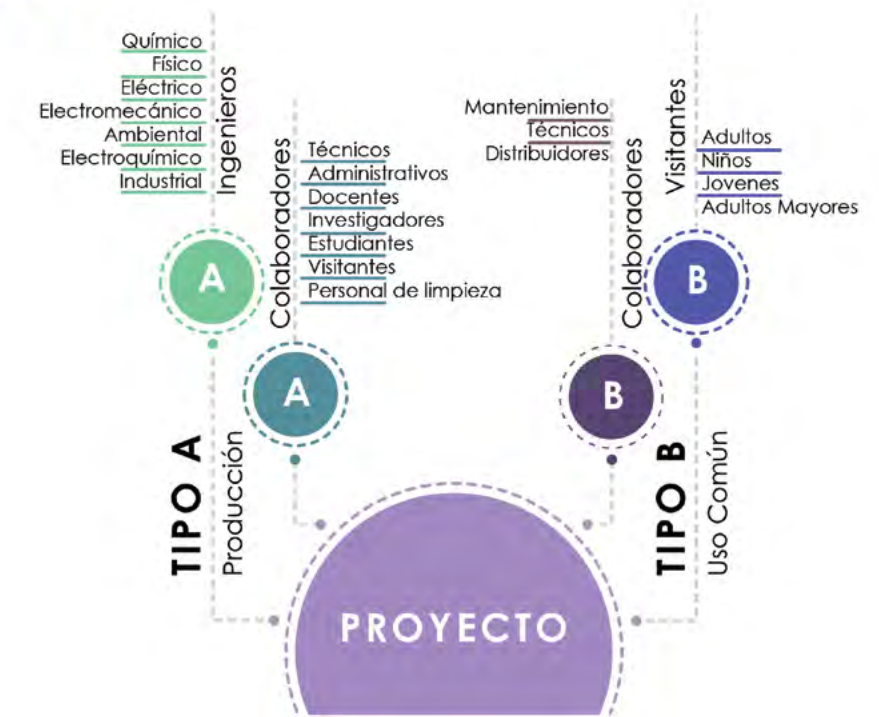 Químico
Físico
Eléctrico
Electromecánico
Ambiental
Electroquímico
Industrial
Ingenieros
A
Colaboradores
Técnicos
Administrativos
Docentes
Investigadores
Estudiantes
Visitantes
Personal de limpieza
A
TIPO A
Producción
Mantenimiento
Técnicos
Distribuidores
Colaboradores
B
Visitantes
Adultos
Niños
Jovenes
Adultos Mayores
B
TIPO B
Uso Común
PROYECTO